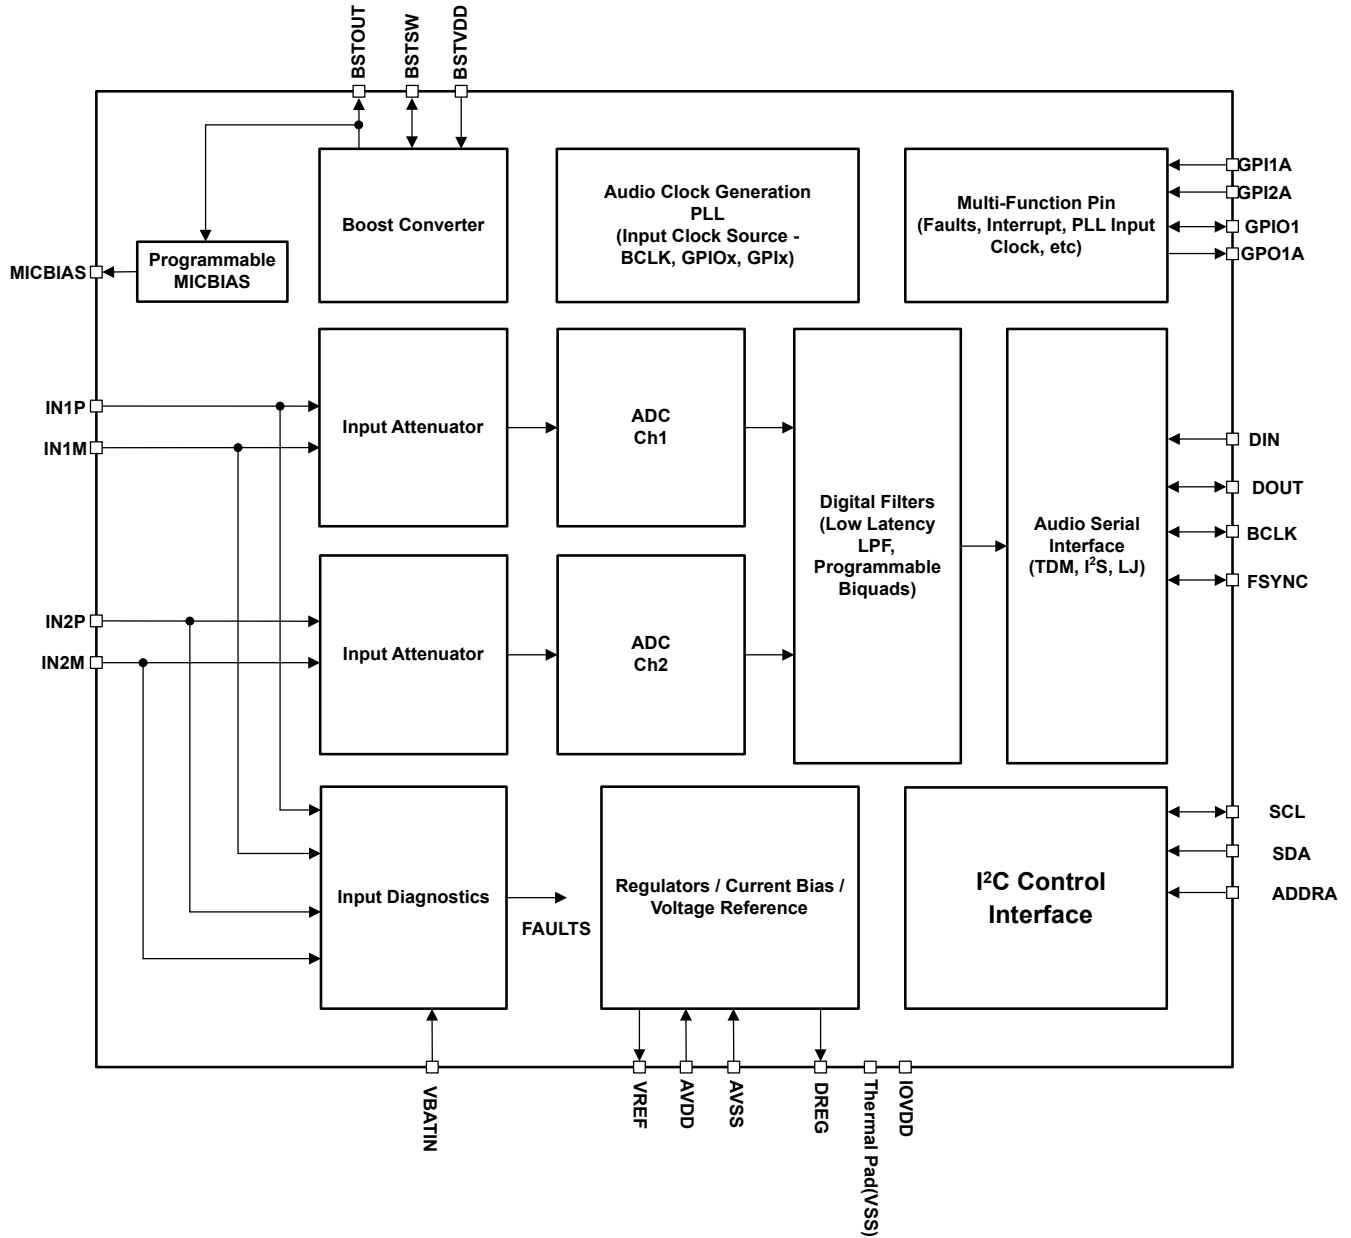 BSTOUT
BSTSW
BSTVDD
Boost Converter
Audio Clock Generation
PLL
(Input Clock Source -
BCLK, GPIOx, GPIx)
Multi-Function Pin
(Faults, Interrupt, PLL Input
Clock, etc)
GPI1A
GPI2A
GPIO1
GPO1A
MICBIAS
Programmable
MICBIAS
IN1P
IN1M
Input Attenuator
ADC
Ch1
IN2P
IN2M
Input Attenuator
ADC
Ch2
Digital Filters
(Low Latency
LPF,
Programmable
Biquads)
Audio Serial
Interface
(TDM, I²S, LJ)
DIN
DOUT
BCLK
FSYNC
Input Diagnostics
FAULTS
Regulators / Current Bias /
Voltage Reference
I²C Control
Interface
SCL
SDA
ADDRA
VBATIN
VREF
AVDD
AVSS
DREG
Thermal Pad(VSS)
IOVDD